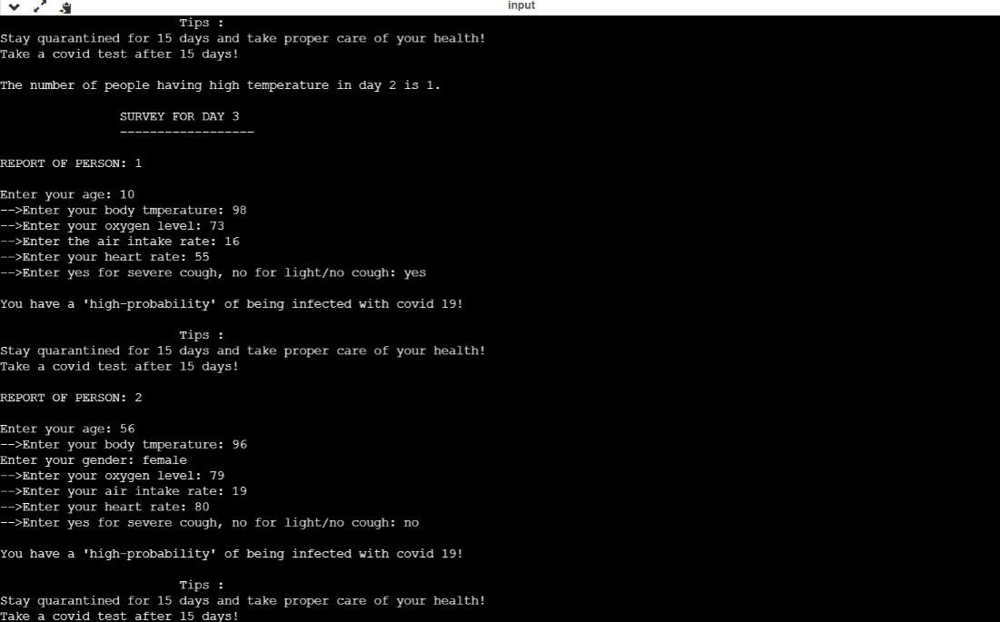 input
Tips :
Stay quarantined for 15 days and take proper care of your health!
Take a covid test after 15 days!
The number of people having high temperature in day 2 is 1.
SURVEY FOR DAY 3
------------------
REPORT OF PERSON: 1
Enter your age: 10
-->Enter your body tmperature: 98
-->Enter your oxygen level: 73
-->Enter the air intake rate: 16
-->Enter your heart rate: 55
-->Enter yes for severe cough, no for light/no cough: yes
You have a 'high-probability' of being infected with covid 19!
Tips :
Stay quarantined for 15 days and take proper care of your health!
Take a covid test after 15 days!
REPORT OF PERSON: 2
Enter your age: 56
-->Enter your body tmperature: 96
Enter your gender: female
-->Enter your oxygen level: 79
-->Enter your air intake rate: 19
-->Enter your heart rate: 80
-->Enter yes for severe cough, no for light/no cough: no
You have a 'high-probability' of being infected with covid 19!
Tips :
Stay quarantined for 15 days and take proper care of your health!
Take a covid test after 15 days!